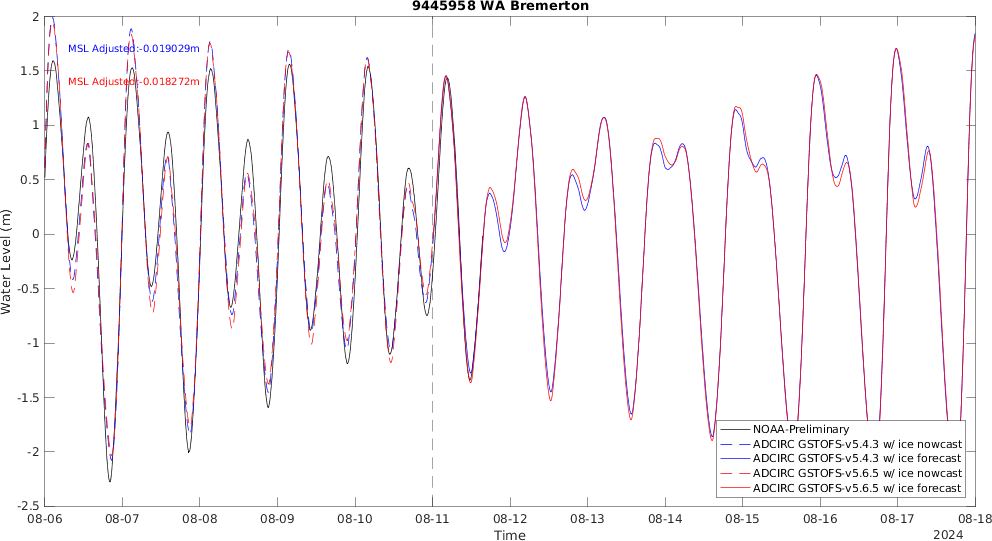 9445958 WA Bremerton
MSL Adjusted:-0.019029m
MSL Adjusted:-0.018272m
Water Level (m)
2
1.5
1
0.5
0
-0.5
-1
-1.5
-2
-2.5
NOAA-Preliminary
ADCIRC GSTOFS-v5.4.3 w/ ice nowcast
ADCIRC GSTOFS-v5.4.3 w/ ice forecast
ADCIRC GSTOFS-v5.6.5 w/ ice nowcast
ADCIRC GSTOFS-v5.6.5 w/ ice forecast
08-06 08-07 08-08 08-09 08-10 08-11 08-12 08-13 08-14 08-15 08-16 08-17 08-18
Time
2024